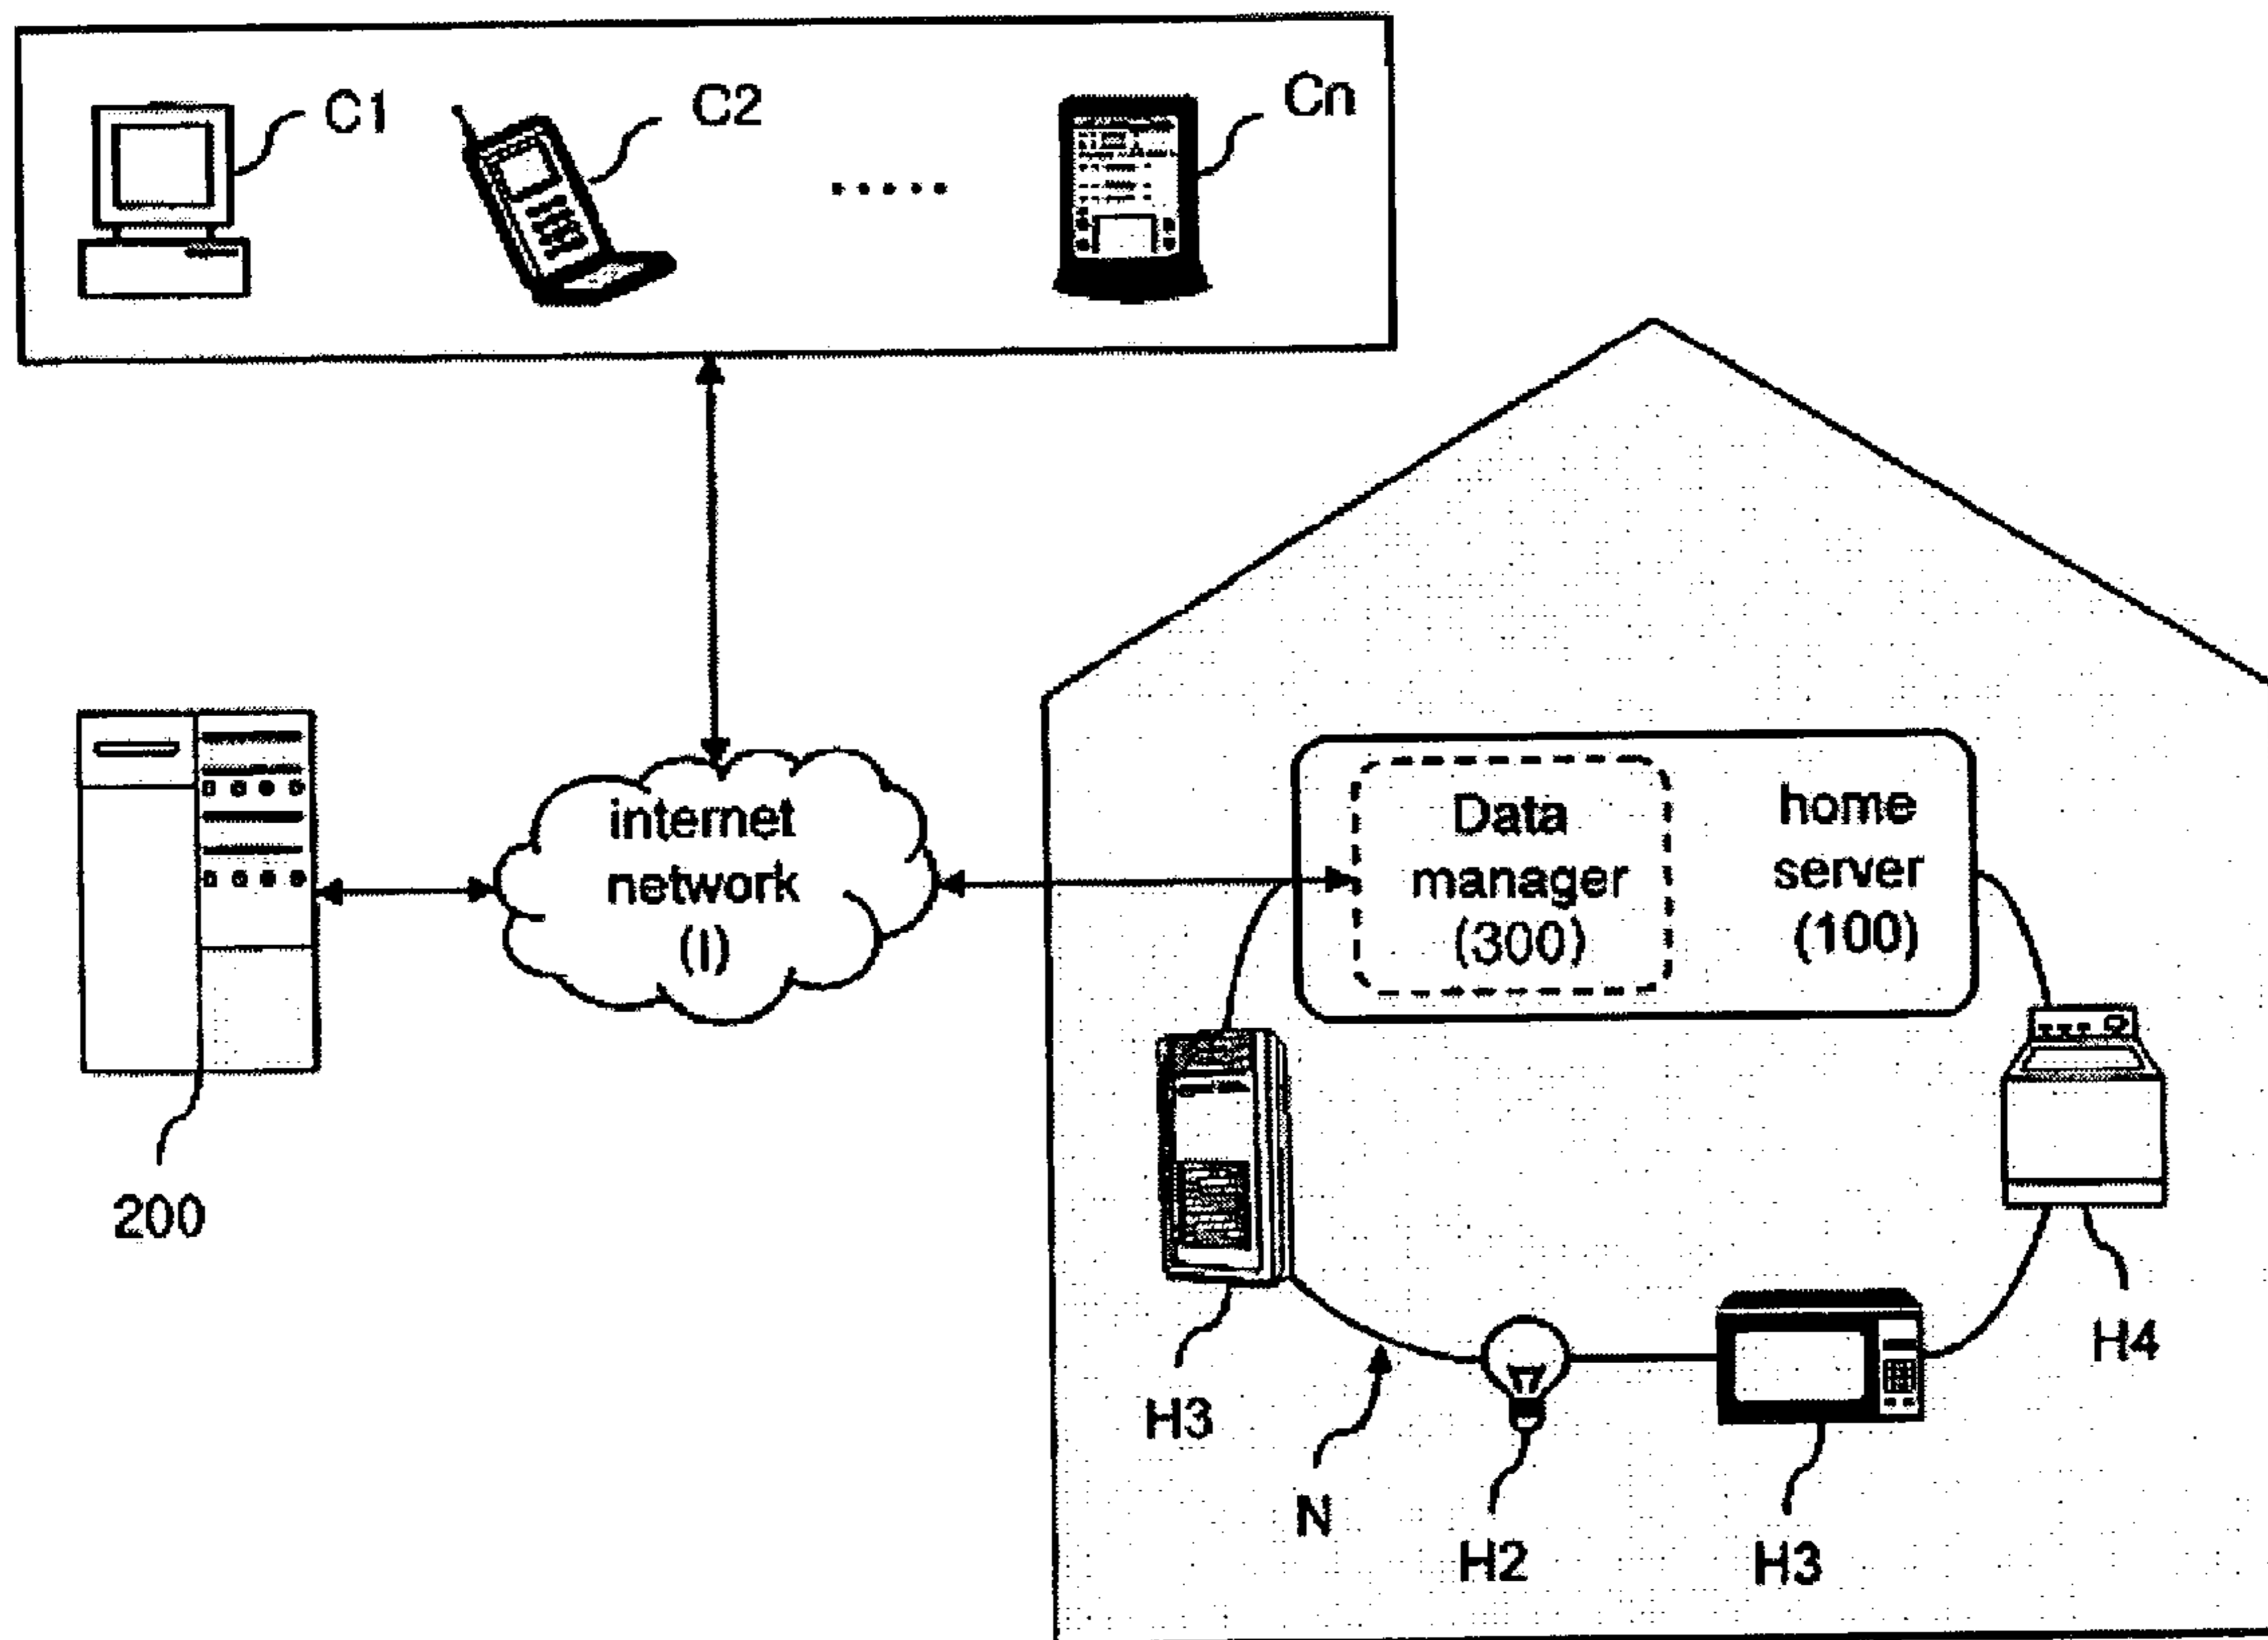 C1
C2
Cn
internet
network
(I)
Data
manager
(300)
home
server
(100)
200
H3
N
H2
H3
H4